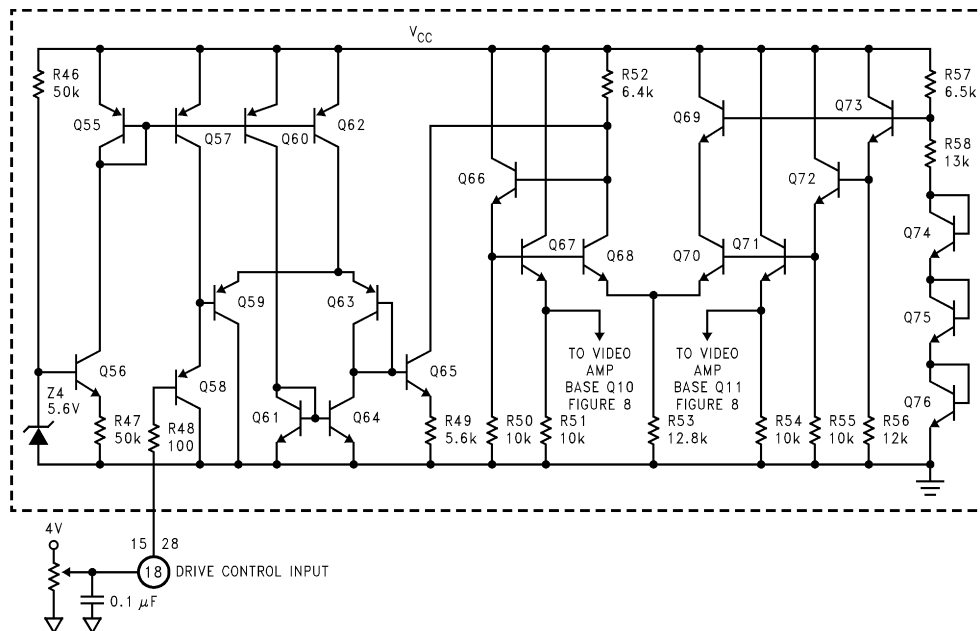 VCC
R46
50k
Q55
Q57
Q60
Q62
R52
6.4k
Q69
Q73
R57
6.5k
R58
13k
Q66
Q72
Q67
Q68
Q70
Q71
Q74
Q59
Q63
Q75
Q56
Z4
5.6V
Q58
Q65
TO VIDEO
AMP
BASE Q10
FIGURE 8
TO VIDEO
AMP
BASE Q11
FIGURE 8
Q76
R47
50k
R48
100
Q61
Q64
R49
5.6k
R50
10k
R51
10k
R53
12.8k
R54
10k
R55
10k
R56
12k
4V
15 28
18 DRIVE CONTROL INPUT
0.1 μF